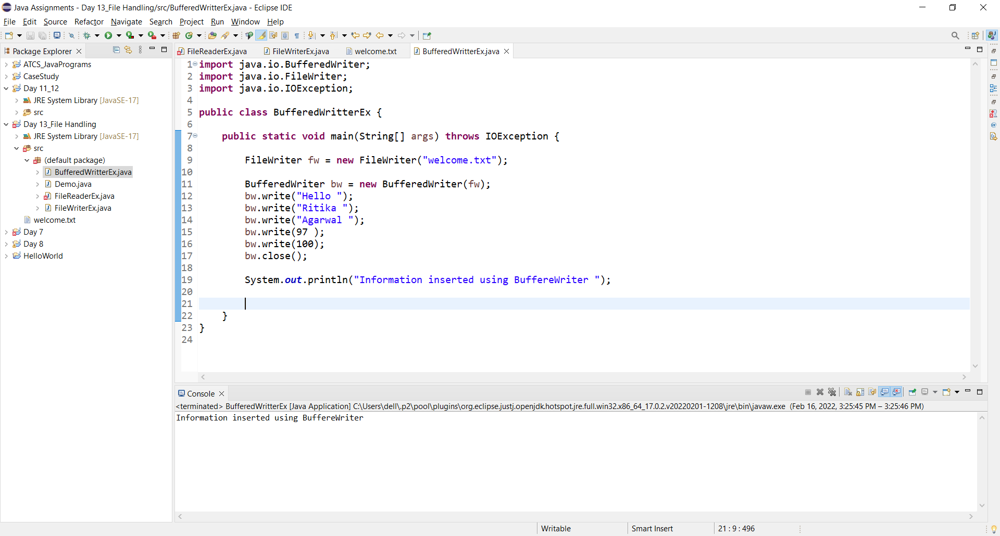 Java Assignments - Day 13_File Handling/src/BufferedWritterEx.java - Eclipse IDE
File Edit Source Refactor Navigate Search Project Run Window Help
Package Explorer
ATCS_JavaPrograms
CaseStudy
Day 11_12
JRE System Library [JavaSE-17]
src
Day 13_File Handling
JRE System Library [JavaSE-17]
src
(default package)
BufferedWritterEx.java
Demo.java
FileReaderEx.java
FileWriterEx.java
welcome.txt
Day 7
Day 8
HelloWorld
FileReaderEx.java FileWriterEx.java welcome.txt BufferedWritterEx.java
1 import java.io.BufferedWriter;
2 import java.io.FileWriter;
3 import java.io.IOException;
4
5 public class BufferedWritterEx {
6
7 public static void main(String[] args) throws IOException {
8
9 FileWriter fw = new FileWriter("welcome.txt");
10
11 BufferedWriter bw = new BufferedWriter(fw);
12 bw.write("Hello ");
13 bw.write("Ritika ");
14 bw.write("Agarwal ");
15 bw.write(97 );
16 bw.write(100);
17 bw.close();
18
19 System.out.println("Information inserted using BuffereWriter ");
20
21
22 }
23 }
24
Console
<terminated> BufferedWritterEx [Java Application] C:\Users\dell\.p2\pool\plugins\org.eclipse.justj.openjdk.hotspot.jre.full.win32.x86_64_17.0.2.v20220201-1208\jre\bin\javaw.exe (Feb 16, 2022, 3:25:45 PM – 3:25:46 PM)
Information inserted using BuffereWriter
Writable Smart Insert 21 : 9 : 496